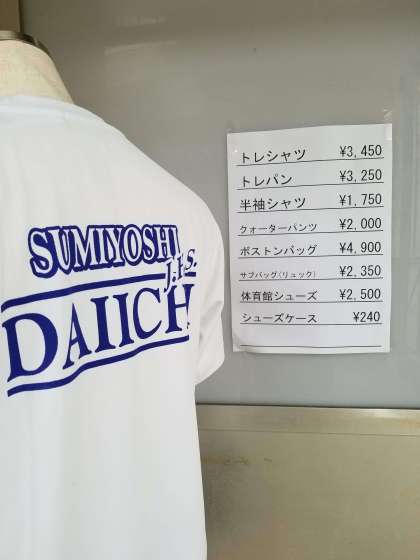 SUMIYOSHI
J.H.S.
DAIICHI
トレシャツ ¥3,450
トレパン ¥3,250
半袖シャツ ¥1,750
クォーターパンツ ¥2,000
ボストンバッグ ¥4,900
サブバッグ(リュック) ¥2,350
体育館シューズ ¥2,500
シューズケース ¥240